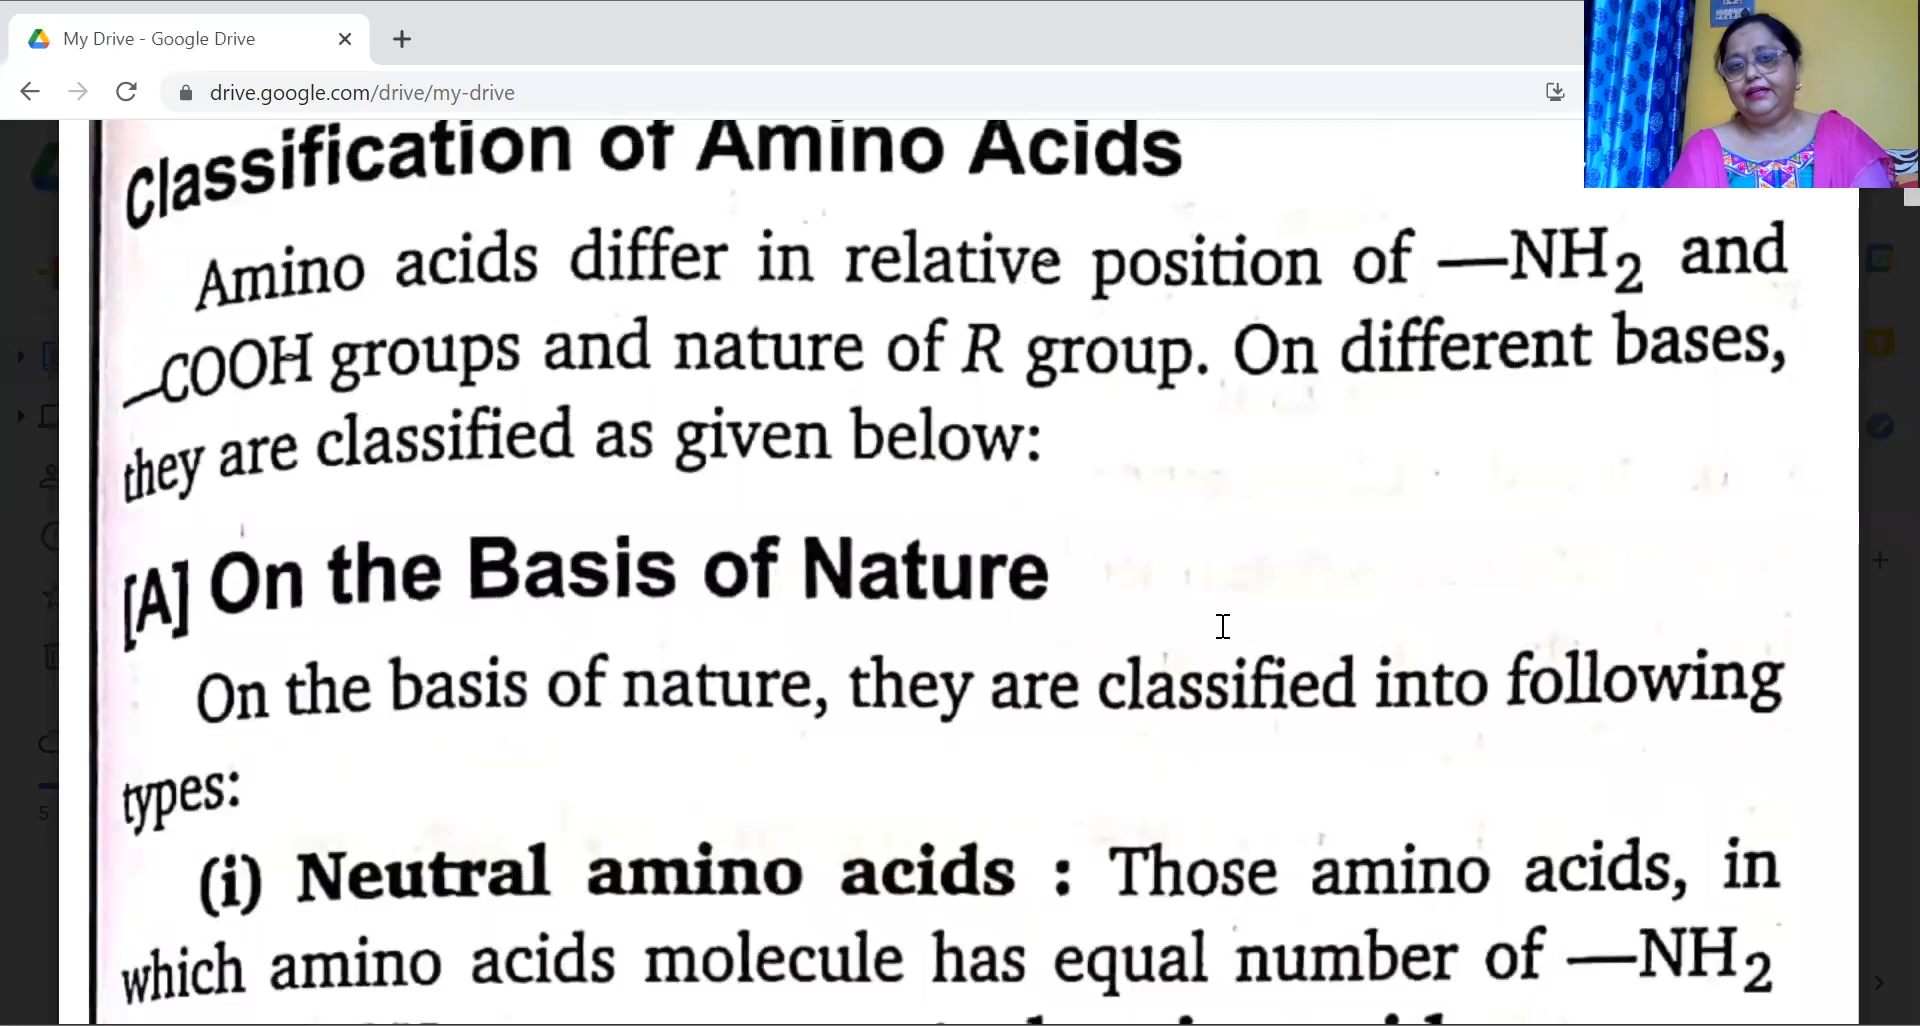 My Drive - Google Drive
drive.google.com/drive/my-drive
Classification of Amino Acids
Amino acids differ in relative position of —NH₂ and
—COOH groups and nature of R group. On different bases,
they are classified as given below:
[A] On the Basis of Nature
On the basis of nature, they are classified into following
types:
(i) Neutral amino acids : Those amino acids, in
which amino acids molecule has equal number of —NH₂
5